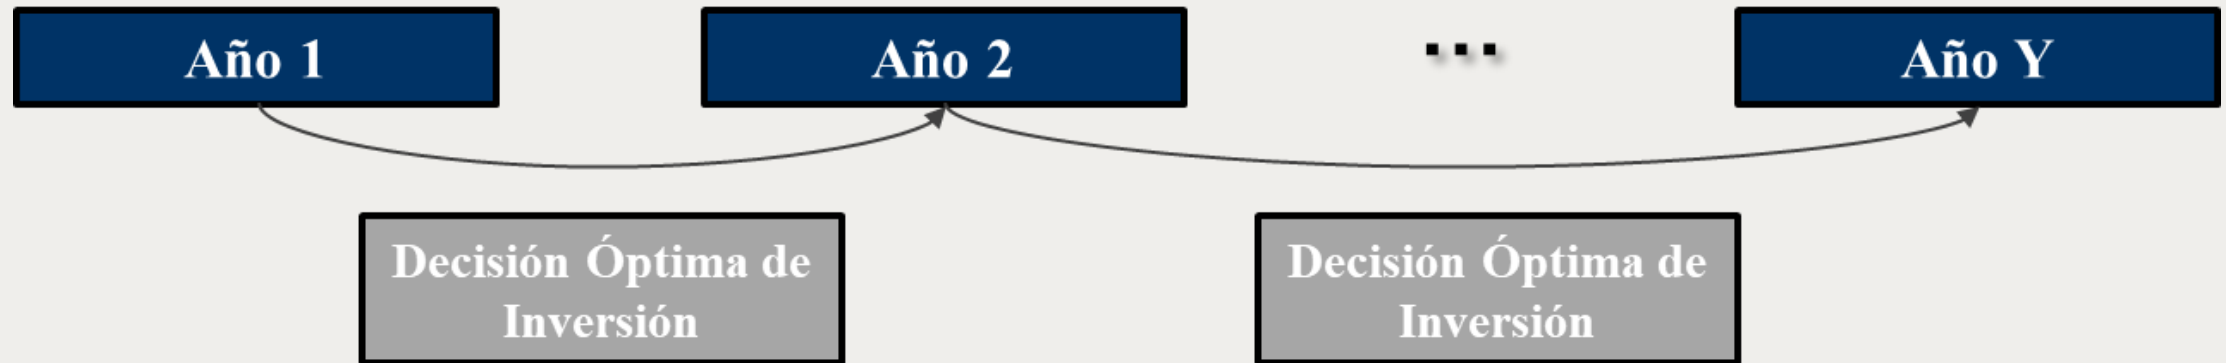 Año 1
Año 2
...
Año Y
Decisión Óptima de
Inversión
Decisión Óptima de
Inversión